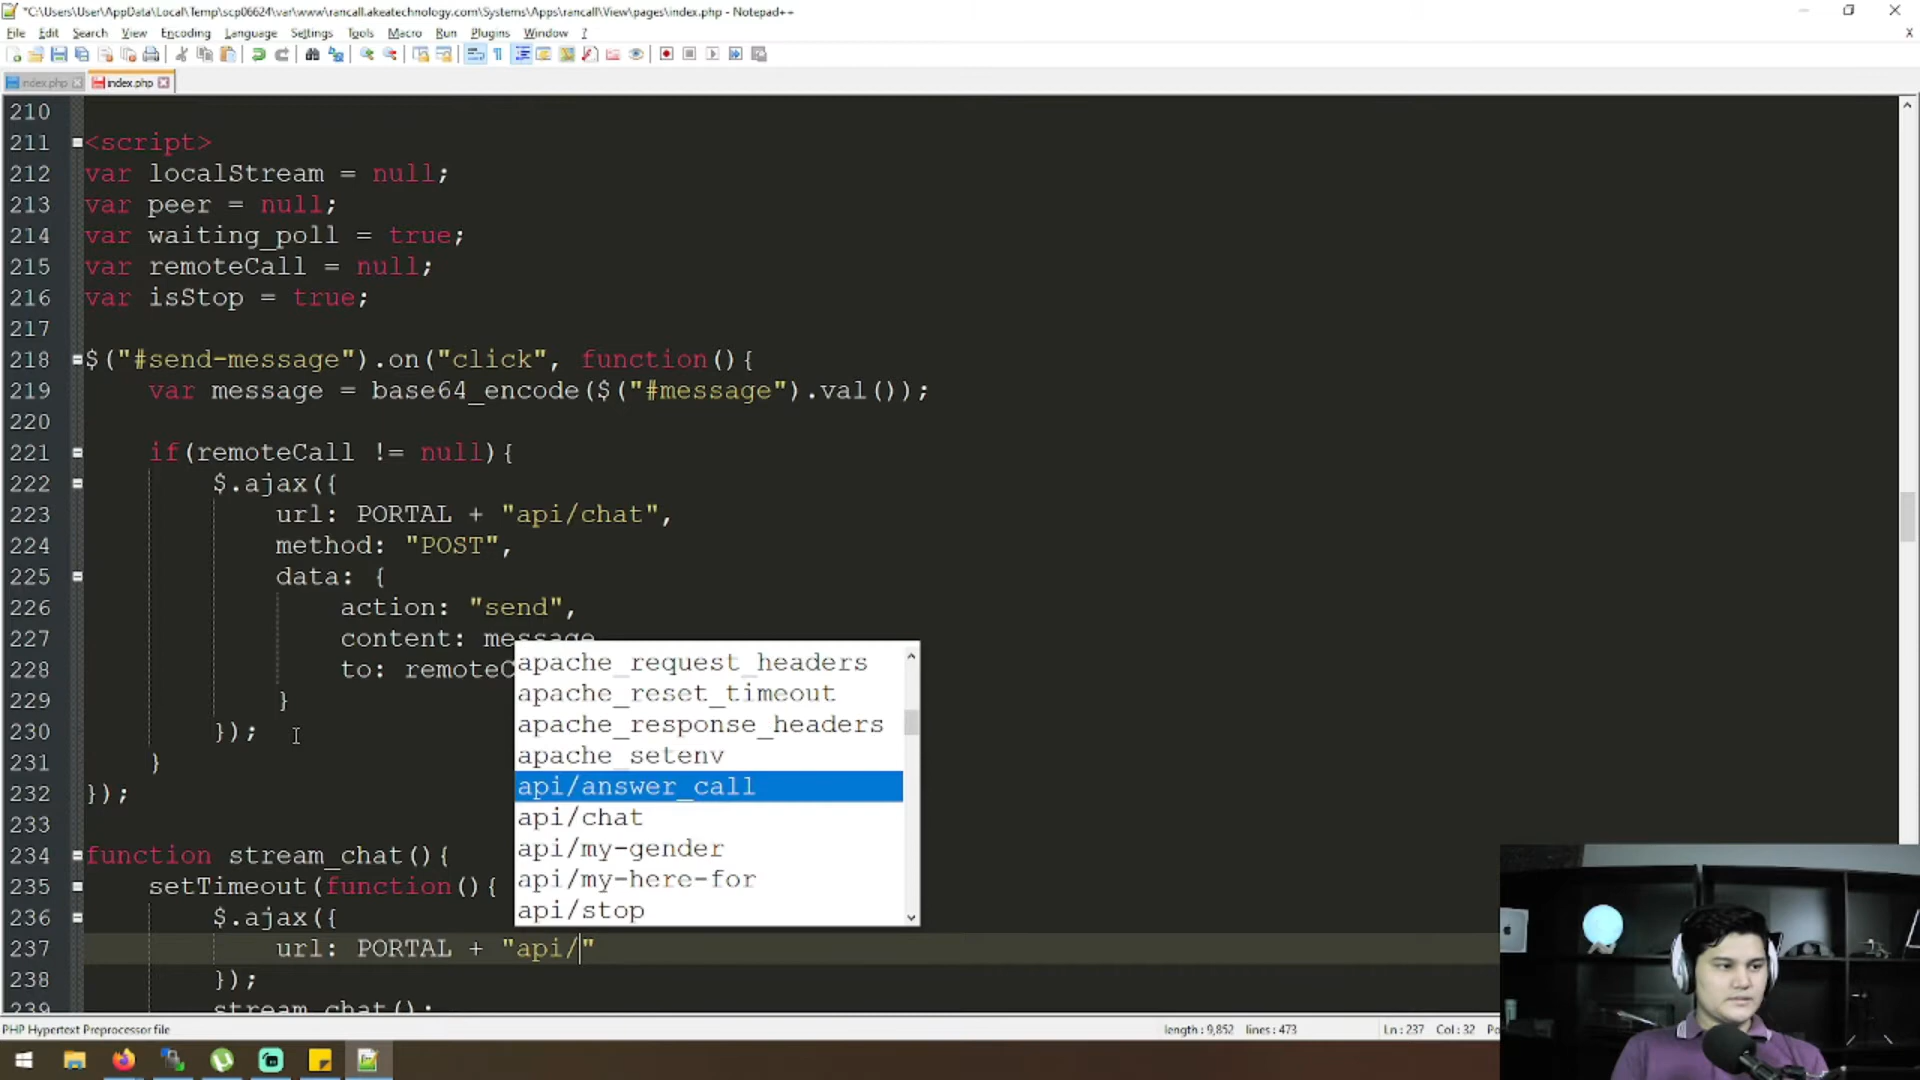 *C:\Users\User\AppData\Local\Temp\scp06624\var\www\rancall.akeatechnology.com\Systems\Apps\rancall\View\pages\index.php - Notepad++
File Edit Search View Encoding Language Settings Tools Macro Run Plugins Window ?
X
index.php index.php
210
211 <script>
212 var localStream = null;
213 var peer = null;
214 var waiting_poll = true;
215 var remoteCall = null;
216 var isStop = true;
217
218 $("#send-message").on("click", function(){
219 var message = base64_encode($("#message").val());
220
221 if(remoteCall != null){
222 $.ajax({
223 url: PORTAL + "api/chat",
224 method: "POST",
225 data: {
226 action: "send",
227 content: message
228 to: remoteC
229 }
230 });
231 }
232 });
233
234 function stream_chat(){
235 setTimeout(function(){
236 $.ajax({
237 url: PORTAL + "api/"
238 });
239 stream_chat();
apache_request_headers
apache_reset_timeout
apache_response_headers
apache_setenv
api/answer_call
api/chat
api/my-gender
api/my-here-for
api/stop
PHP Hypertext Preprocessor file length : 9,852 lines : 473 Ln : 237 Col : 32